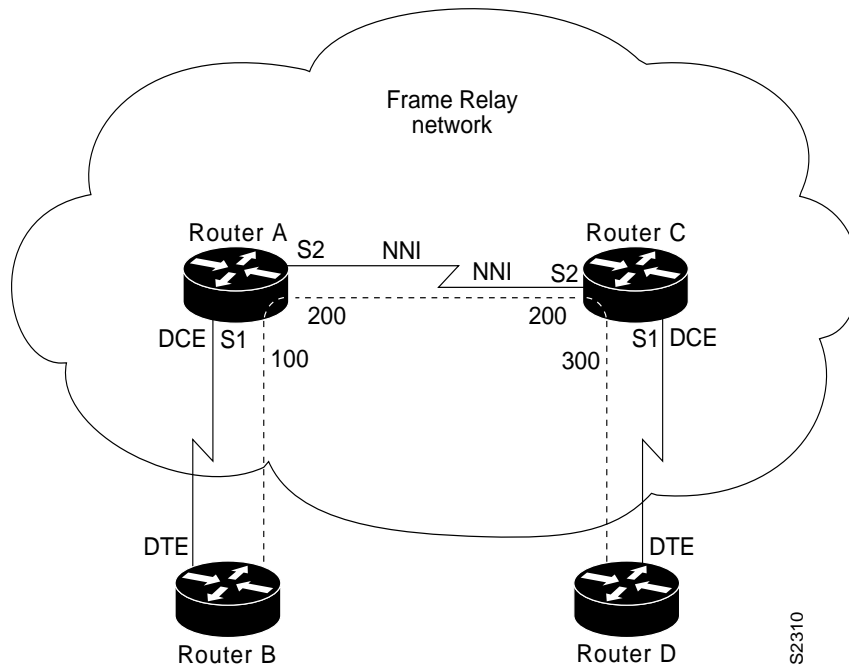 Frame Relay
network
Router A
Router C
S2
NNI
NNI
S2
200
200
DCE
S1
100
300
S1
DCE
DTE
DTE
Router B
Router D
S2310